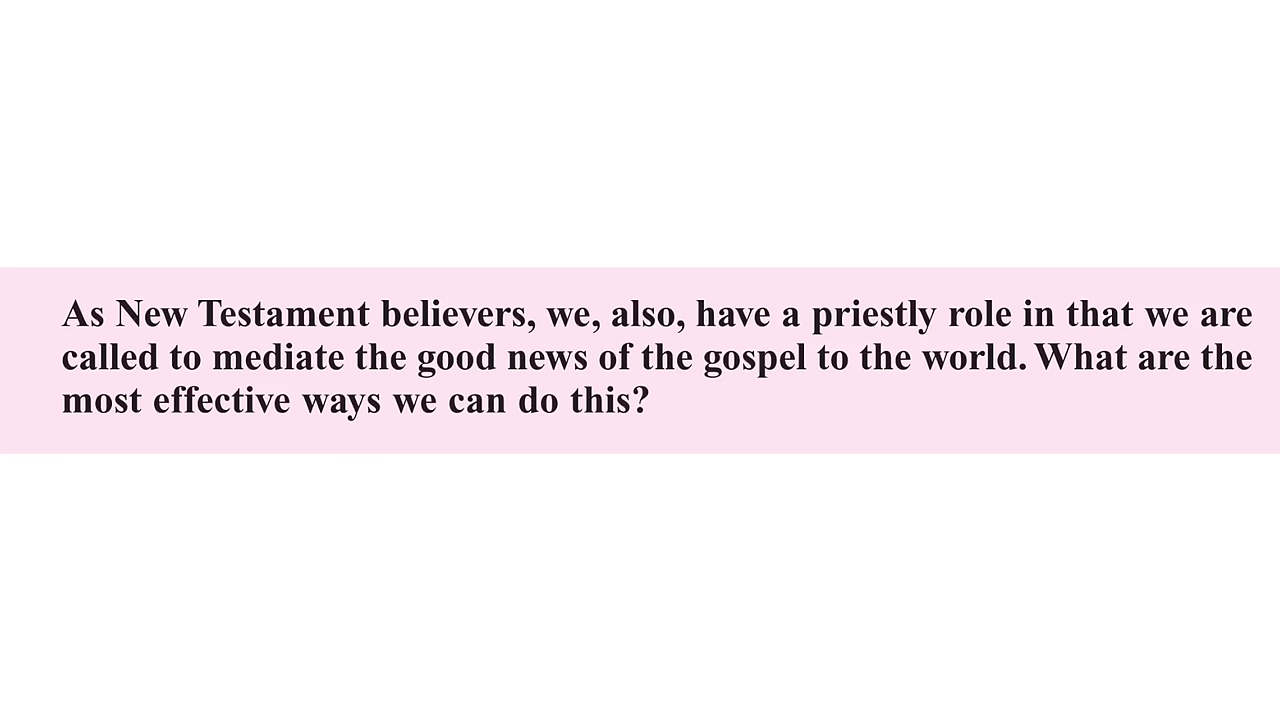 As New Testament believers, we, also, have a priestly role in that we are
called to mediate the good news of the gospel to the world. What are the
most effective ways we can do this?